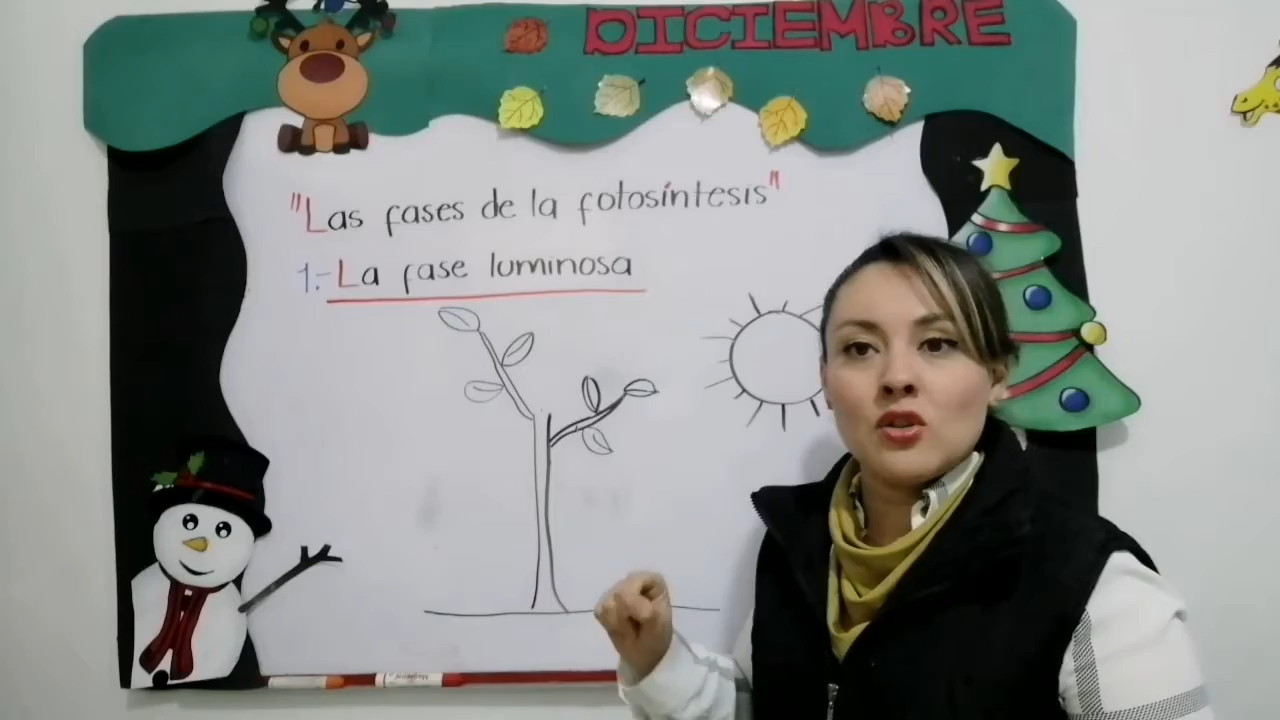 DICIEMBRE
"Las fases de la fotosíntesis"
1.- La fase luminosa